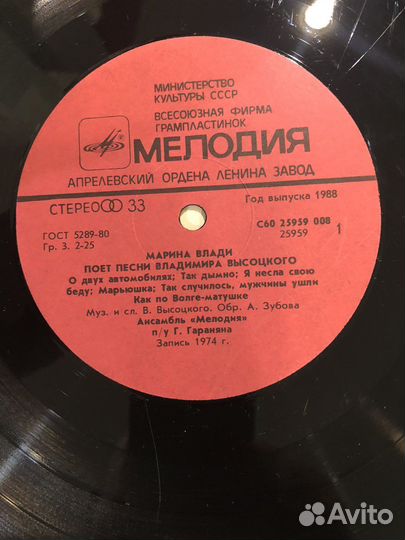 МИНИСТЕРСТВО
КУЛЬТУРЫ СССР
ВСЕСОЮЗНАЯ ФИРМА
ГРАМПЛАСТИНОК
МЕЛОДИЯ
АПРЕЛЕВСКИЙ ОРДЕНА ЛЕНИНА ЗАВОД
СТЕРЕО 33
Год выпуска 1988
ГОСТ 5289-80
Гр. 3. 2-25
С60 25959 008
25959
1
МАРИНА ВЛАДИ
ПОЕТ ПЕСНИ ВЛАДИМИРА ВЫСОЦКОГО
О двух автомобилях; Так дымно; Я несла свою
беду; Марьюшка; Так случилось, мужчины ушли
Как по Волге-матушке
Муз. и сл. В. Высоцкого. Обр. А. Зубова
Ансамбль «Мелодия»
п/у Г. Гараняна
Запись 1974 г.
Avito